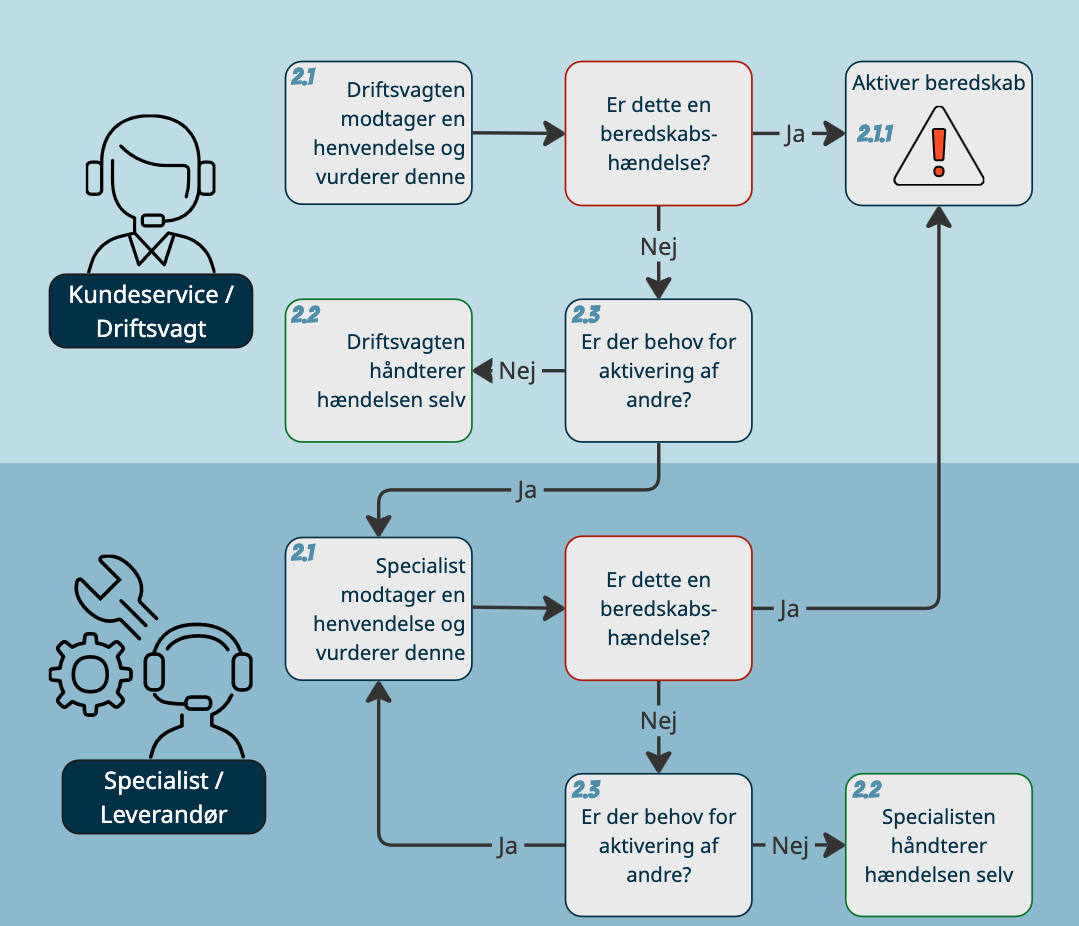 2.1
Driftsvagten
modtager en
henvendelse og
vurderer denne
Er dette en
beredskabs-
hændelse?
Ja
Aktiver beredskab
2.1.1
Nej
Kundeservice /
Driftsvagt
2.2
Driftsvagten
håndterer
hændelsen selv
Nej
2.3
Er der behov for
aktivering af
andre?
Ja
2.1
Specialist
modtager en
henvendelse og
vurderer denne
Er dette en
beredskabs-
hændelse?
Ja
Nej
Specialist /
Leverandør
Ja
2.3
Er der behov for
aktivering af
andre?
Nej
2.2
Specialisten
håndterer
hændelsen selv